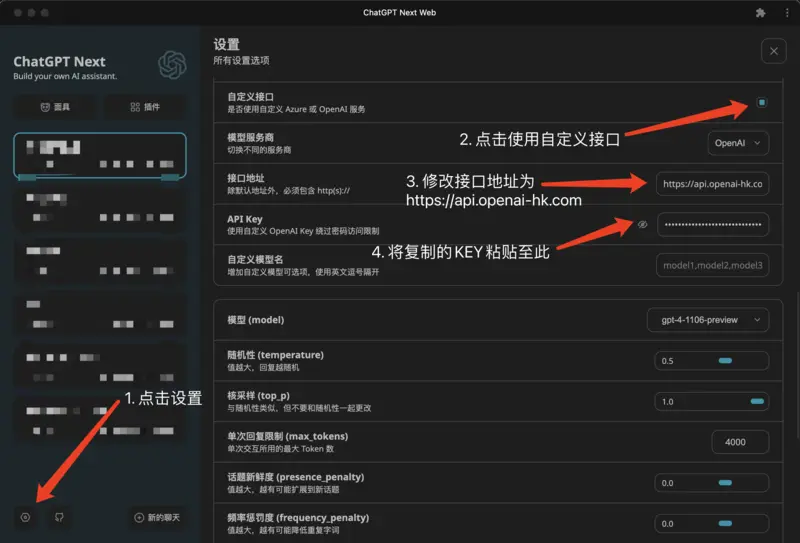 ChatGPT Next Web
ChatGPT Next
Build your own AI assistant.
面具
插件
1. 点击设置
新的聊天
设置
所有设置选项
自定义接口
是否使用自定义 Azure 或 OpenAI 服务
2. 点击使用自定义接口
模型服务商
切换不同的服务商
OpenAI
接口地址
除默认地址外，必须包含 http(s)://
3. 修改接口地址为
https://api.openai-hk.com
https://api.openai-hk.co
API Key
使用自定义 OpenAI Key 绕过密码访问限制
4. 将复制的 KEY 粘贴至此
自定义模型名
增加自定义模型可选项，使用英文逗号隔开
model1,model2,model3
模型 (model)
gpt-4-1106-preview
随机性 (temperature)
值越大，回复越随机
0.5
核采样 (top_p)
与随机性类似，但不要和随机性一起更改
1.0
单次回复限制 (max_tokens)
单次交互所用的最大 Token 数
4000
话题新鲜度 (presence_penalty)
值越大，越有可能扩展到新话题
0.0
频率惩罚度 (frequency_penalty)
值越大，越有可能降低重复字词
0.0